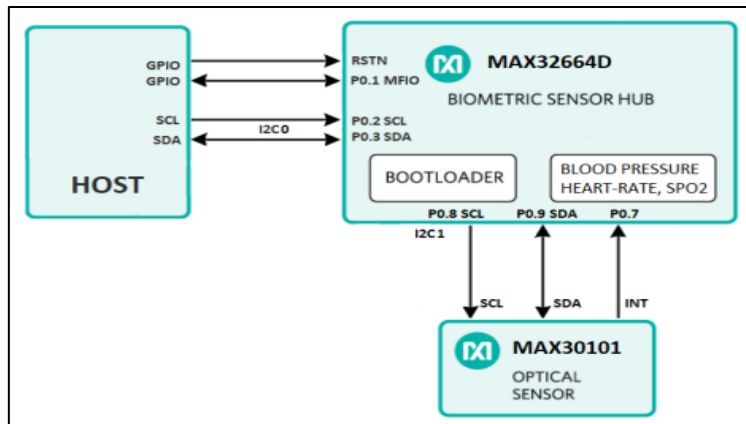 GPIO
GPIO
SCL
SDA
HOST
I2C0
RSTN
P0.1 MFIO
P0.2 SCL
P0.3 SDA
MAX32664D
BIOMETRIC SENSOR HUB
BOOTLOADER
BLOOD PRESSURE
HEART-RATE, SPO2
P0.8 SCL
P0.9 SDA
P0.7
I2C1
SCL
SDA
INT
MAX30101
OPTICAL
SENSOR